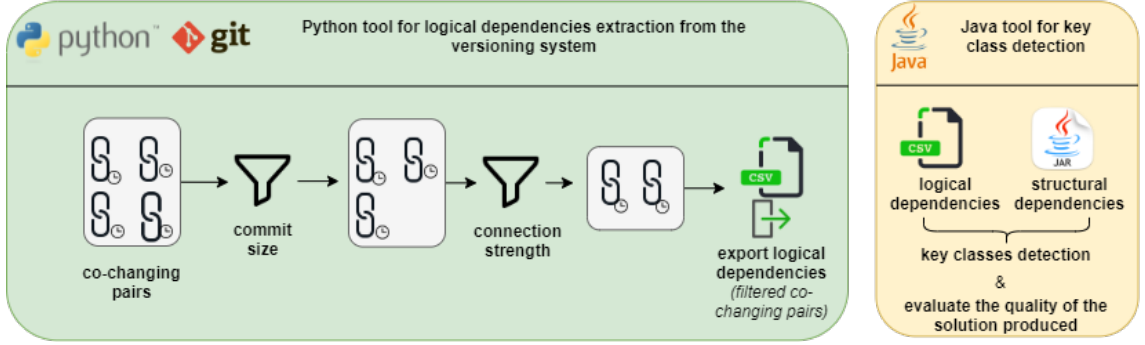 python™
git
Python tool for logical dependencies extraction from the
versioning system
co-changing
pairs
commit
size
connection
strength
CSV
export logical
dependencies
(filtered co-
changing pairs)
Java
Java tool for key
class detection
CSV
JAR
logical
dependencies
structural
dependencies
key classes detection
&
evaluate the quality of the
solution produced